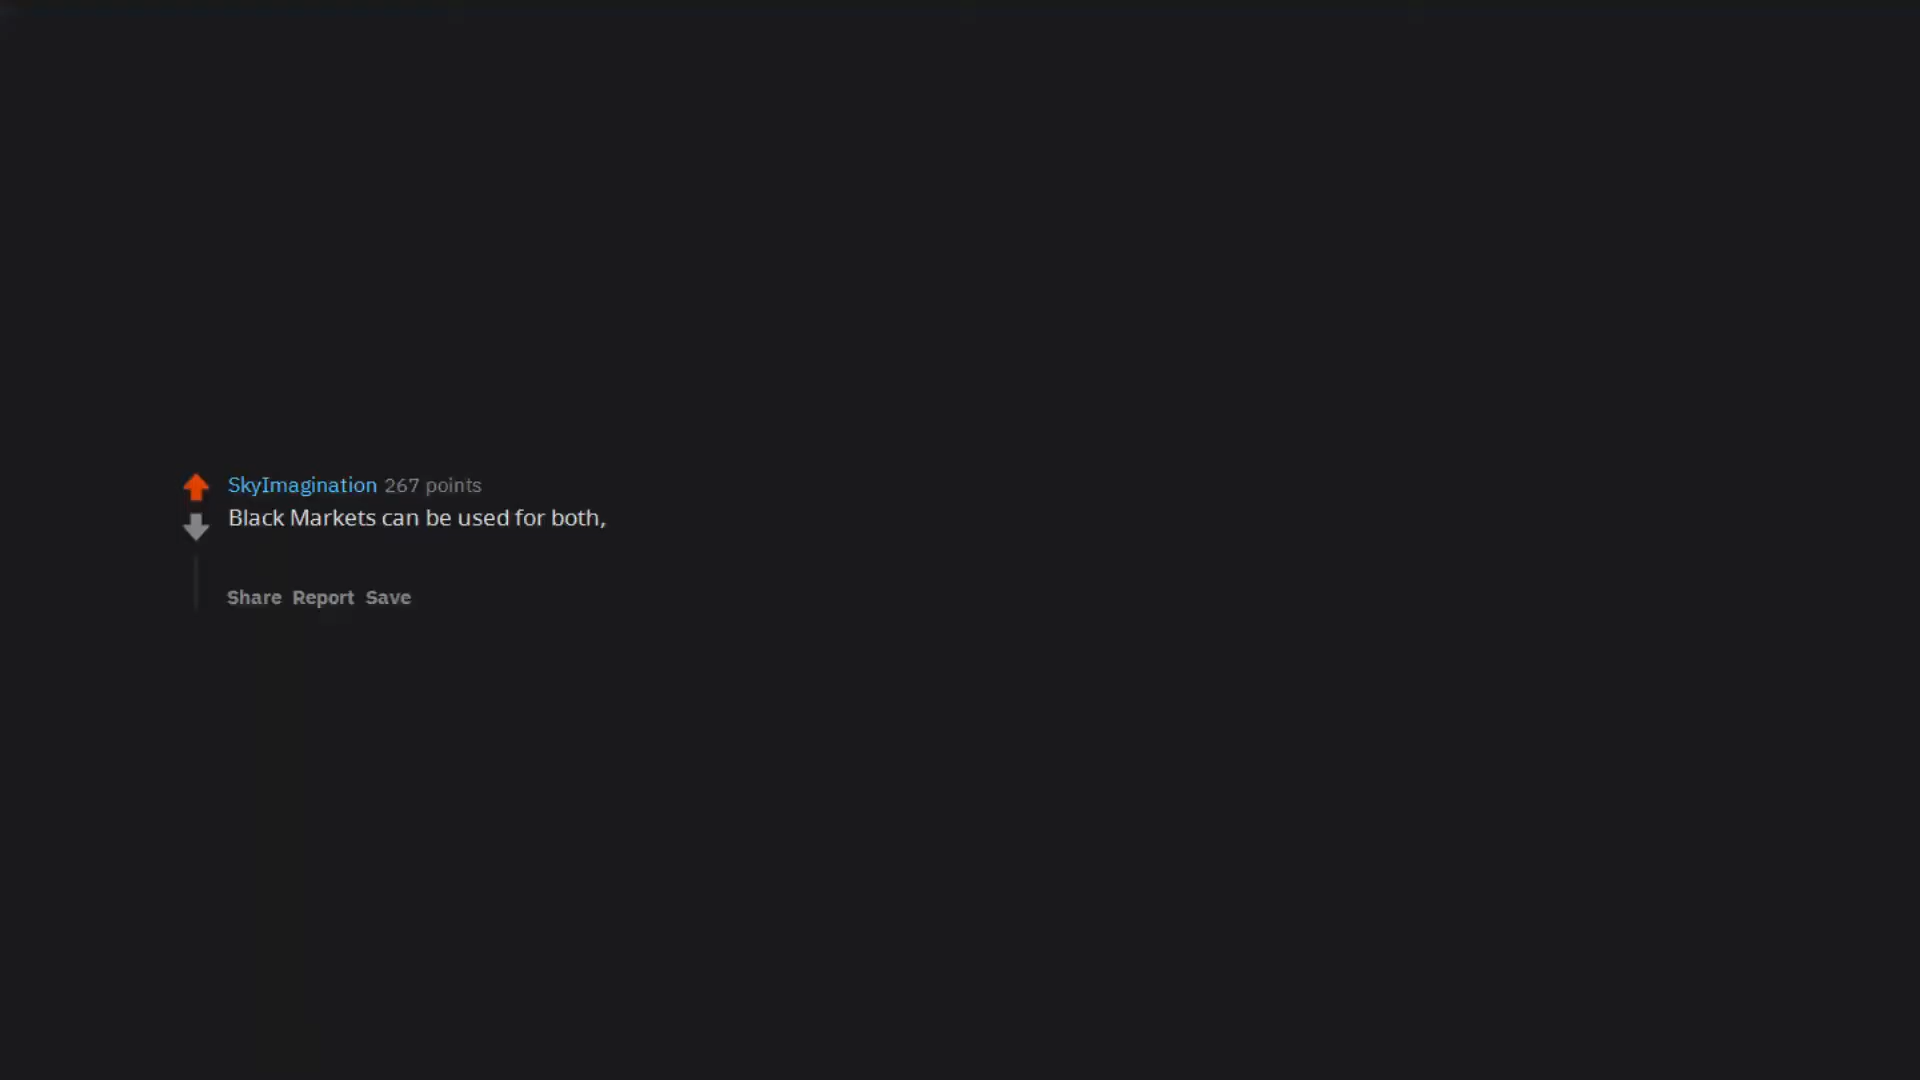 SkyImagination 267 points
Black Markets can be used for both,
Share Report Save